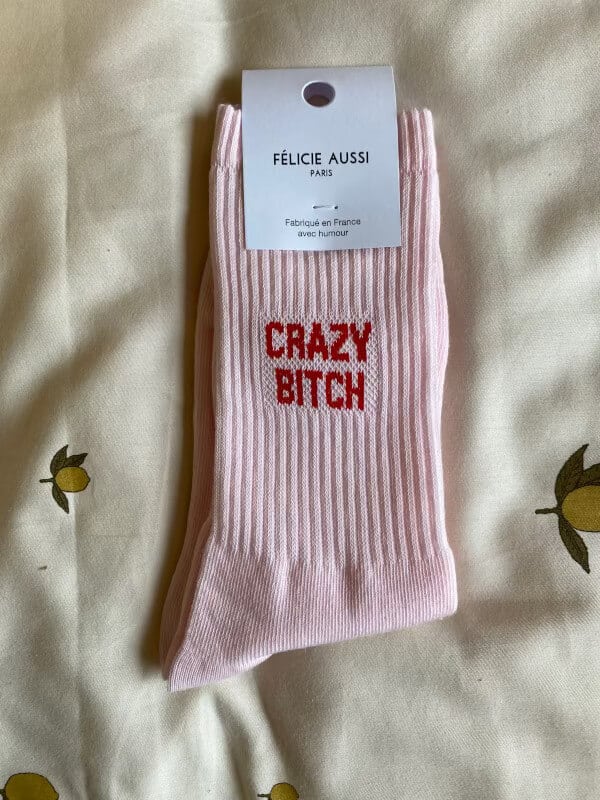 FÉLICIE AUSSI
PARIS
Fabriqué en France
avec humour
CRAZY
BITCH